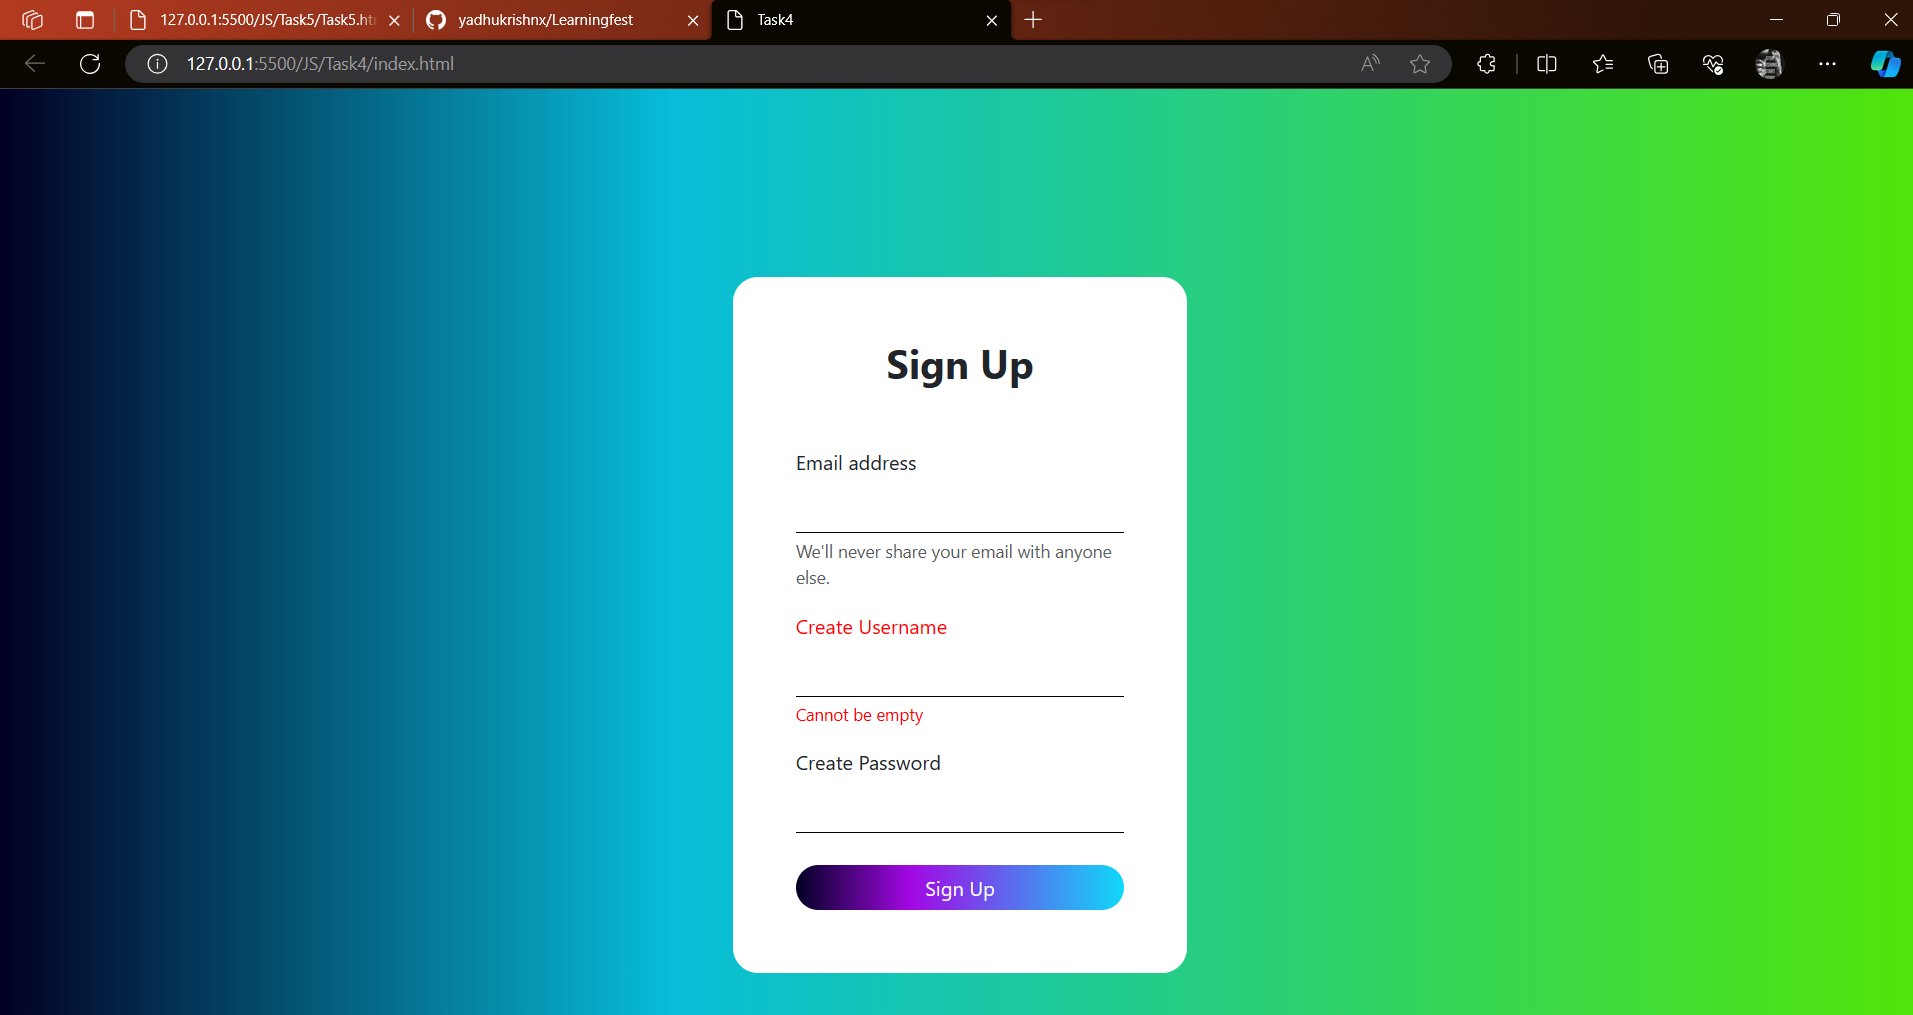 127.0.0.1:5500/JS/Task5/Task5.ht
yadhukrishnx/Learningfest
Task4
127.0.0.1:5500/JS/Task4/index.html
Sign Up
Email address
We'll never share your email with anyone
else.
Create Username
Cannot be empty
Create Password
Sign Up